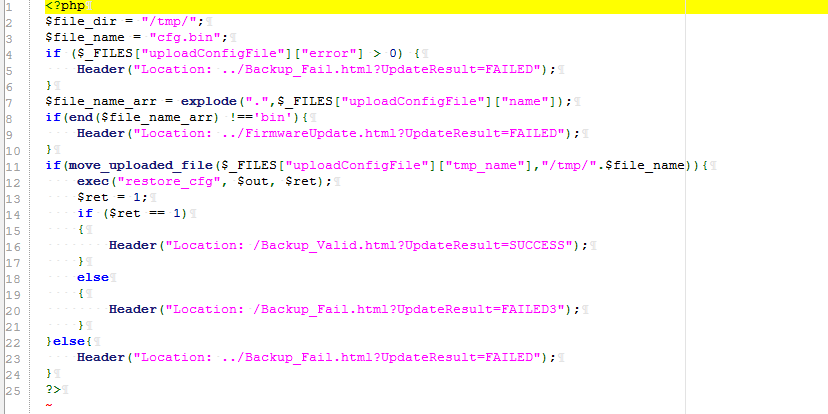 1 <?php¶
2 $file_dir = "/tmp/";¶
3 $file_name = "cfg.bin";¶
4 if ($_FILES["uploadConfigFile"]["error"] > 0) {¶
5 Header("Location: ../Backup_Fail.html?UpdateResult=FAILED");¶
6 }¶
7 $file_name_arr = explode(".",$_FILES["uploadConfigFile"]["name"]);¶
8 if(end($file_name_arr) !=='bin'){¶
9 Header("Location: ../FirmwareUpdate.html?UpdateResult=FAILED");¶
10 }¶
11 if(move_uploaded_file($_FILES["uploadConfigFile"]["tmp_name"],"/tmp/".$file_name)){¶
12 exec("restore_cfg", $out, $ret);¶
13 $ret = 1;¶
14 if ($ret == 1)¶
15 {¶
16 Header("Location: /Backup_Valid.html?UpdateResult=SUCCESS");¶
17 }¶
18 else¶
19 {¶
20 Header("Location: /Backup_Fail.html?UpdateResult=FAILED3");¶
21 }¶
22 }else{¶
23 Header("Location: ../Backup_Fail.html?UpdateResult=FAILED");¶
24 }¶
25 ?>¶
~